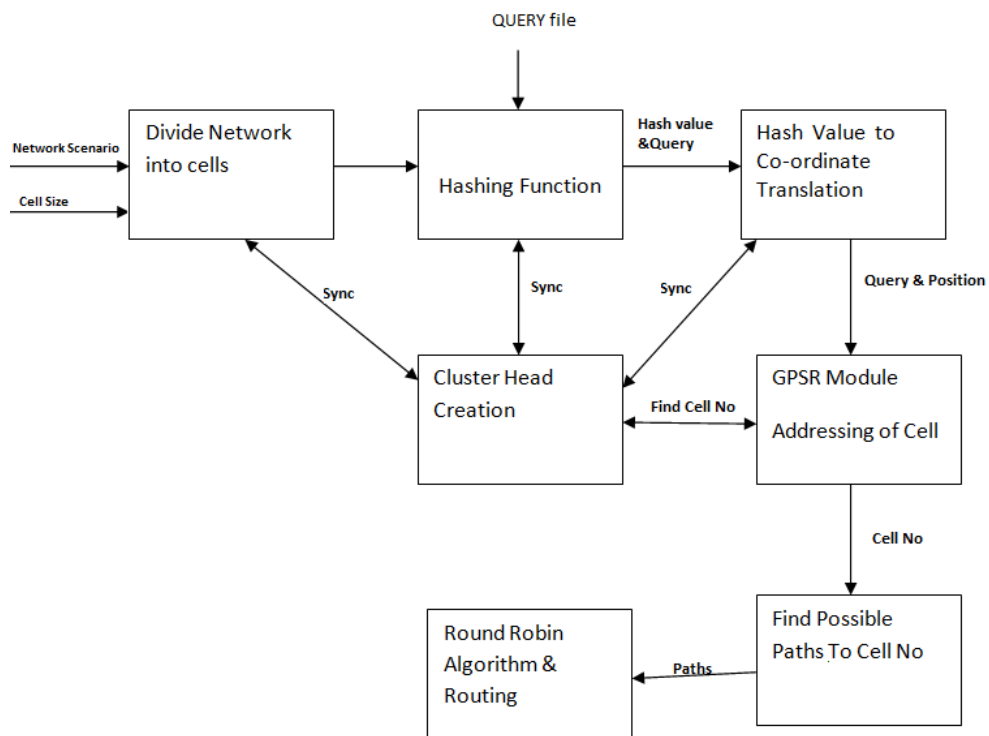 QUERY file
Divide Network
into cells
Network Scenario
Cell Size
Hashing Function
Hash value
&Query
Hash Value to
Co-ordinate
Translation
Sync
Sync
Sync
Query & Position
Cluster Head
Creation
Find Cell No
GPSR Module
Addressing of Cell
Cell No
Find Possible
Paths To Cell No
Paths
Round Robin
Algorithm &
Routing